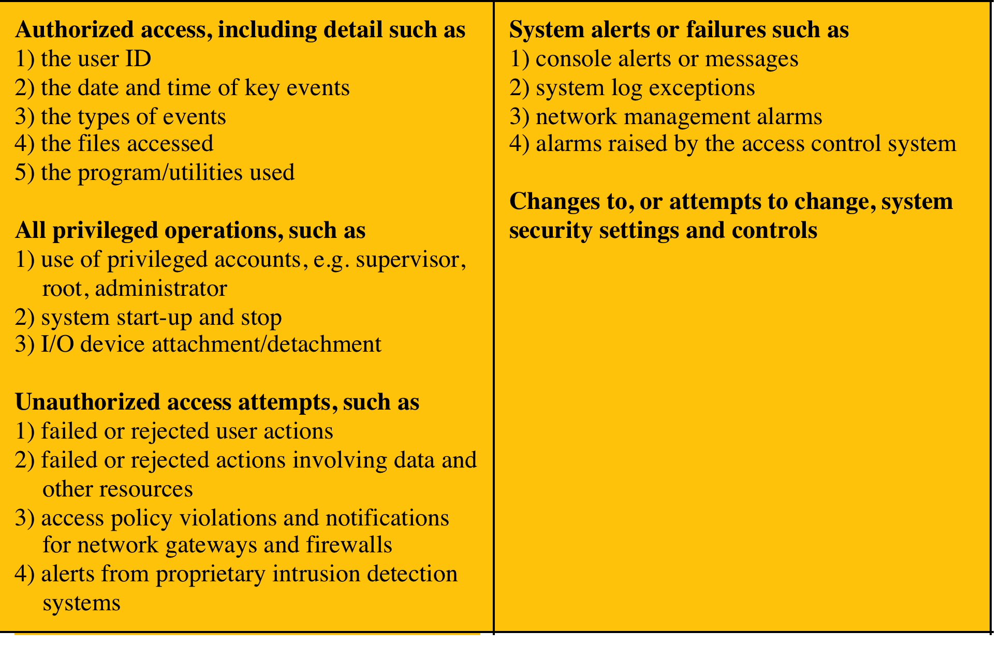 Authorized access, including detail such as
1) the user ID
2) the date and time of key events
3) the types of events
4) the files accessed
5) the program/utilities used
All privileged operations, such as
1) use of privileged accounts, e.g. supervisor,
root, administrator
2) system start-up and stop
3) I/O device attachment/detachment
Unauthorized access attempts, such as
1) failed or rejected user actions
2) failed or rejected actions involving data and
other resources
3) access policy violations and notifications
for network gateways and firewalls
4) alerts from proprietary intrusion detection
systems
System alerts or failures such as
1) console alerts or messages
2) system log exceptions
3) network management alarms
4) alarms raised by the access control system
Changes to, or attempts to change, system
security settings and controls